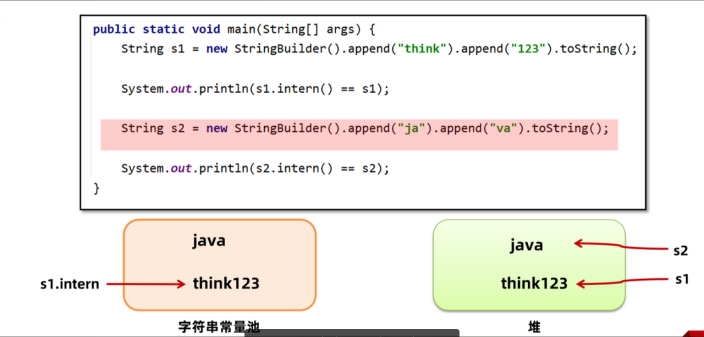 public static void main(String[] args) {
String s1 = new StringBuilder().append("think").append("123").toString();
System.out.println(s1.intern() == s1);
String s2 = new StringBuilder().append("ja").append("va").toString();
System.out.println(s2.intern() == s2);
}
java
think123
s1.intern
字符串常量池
java
think123
s2
s1
堆